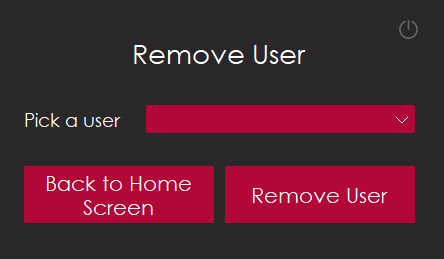 Remove User
Pick a user
Back to Home
Screen
Remove User